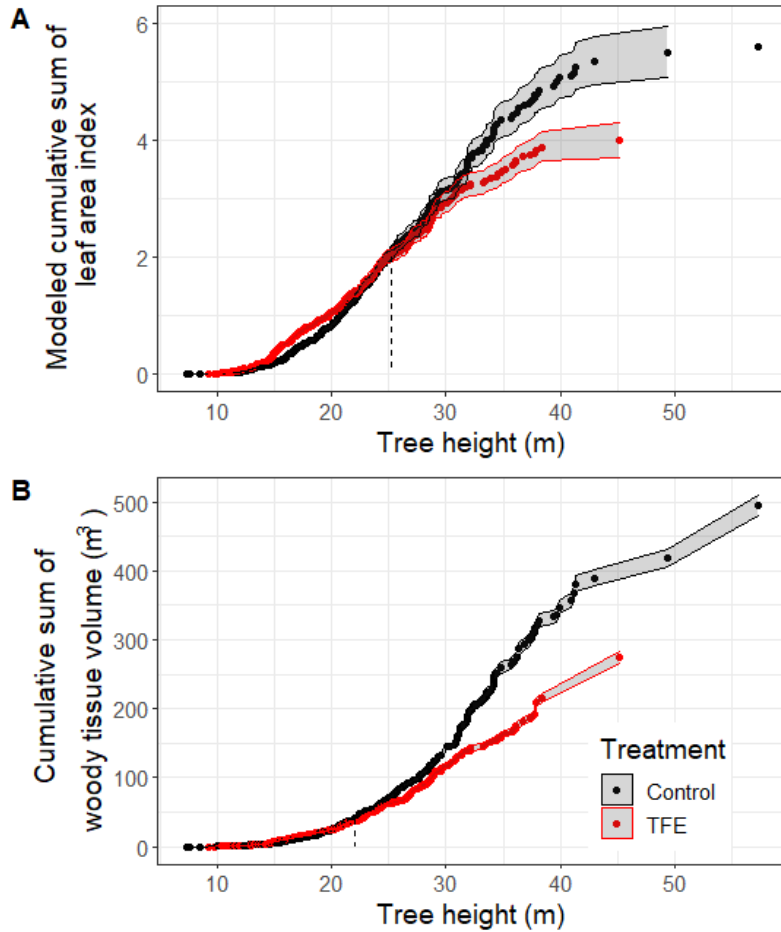 A
Modeled cumulative sum of
leaf area index
6
4
2
0
10 20 30 40 50
Tree height (m)
B
Cumulative sum of
woody tissue volume (m³)
500
400
300
200
100
0
Treatment
Control
TFE
10 20 30 40 50
Tree height (m)